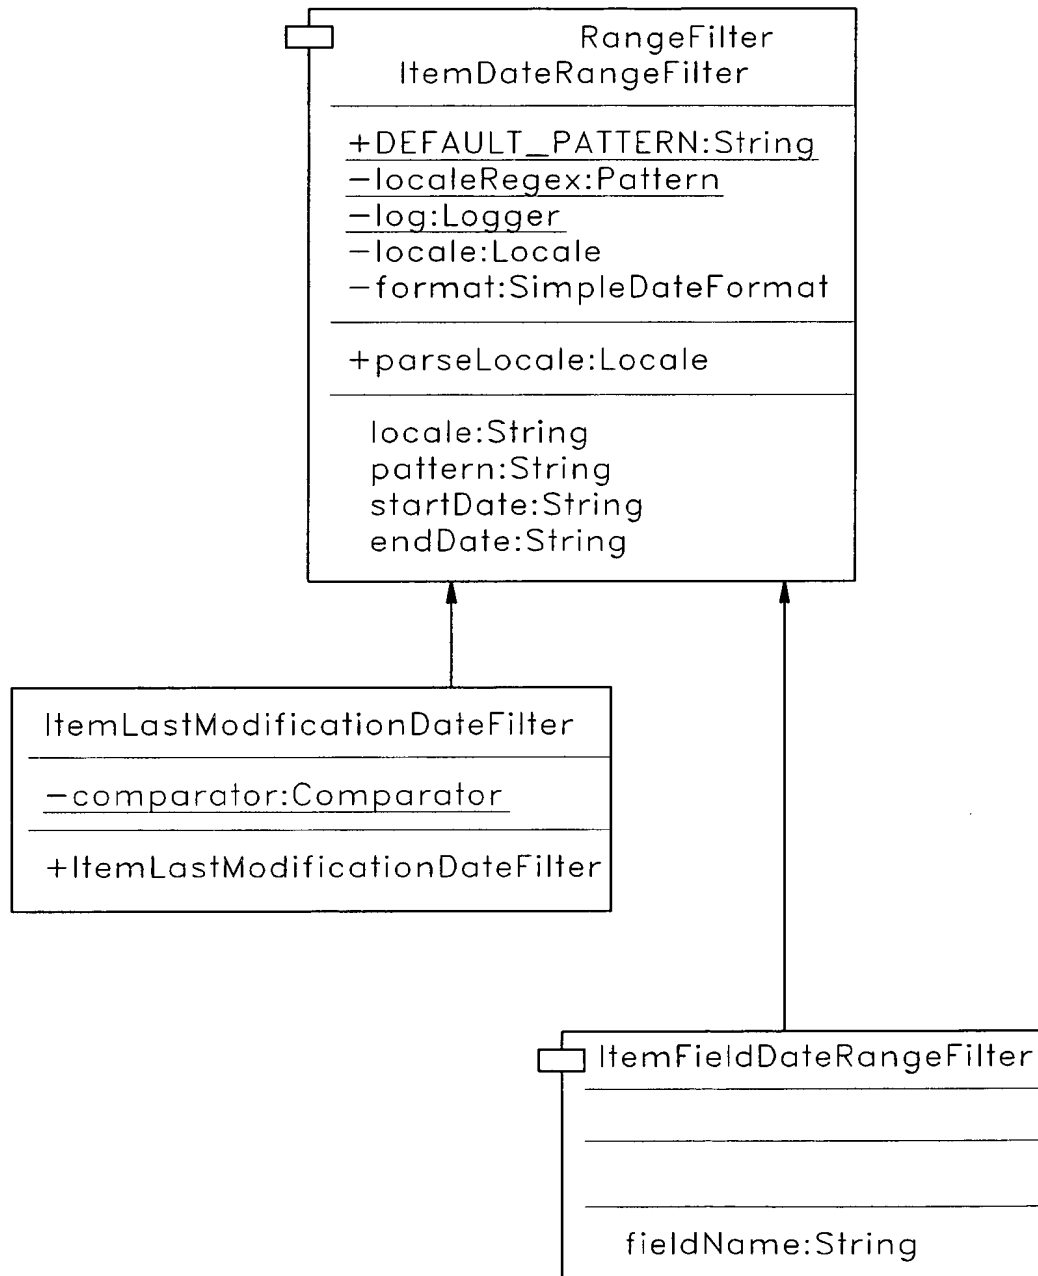 RangeFilter
ItemDateRangeFilter
+DEFAULT_PATTERN:String
-localeRegex:Pattern
-log:Logger
-locale:Locale
-format:SimpleDateFormat
+parseLocale:Locale
locale:String
pattern:String
startDate:String
endDate:String
ItemLastModificationDateFilter
-comparator:Comparator
+ItemLastModificationDateFilter
ItemFieldDateRangeFilter
fieldName:String